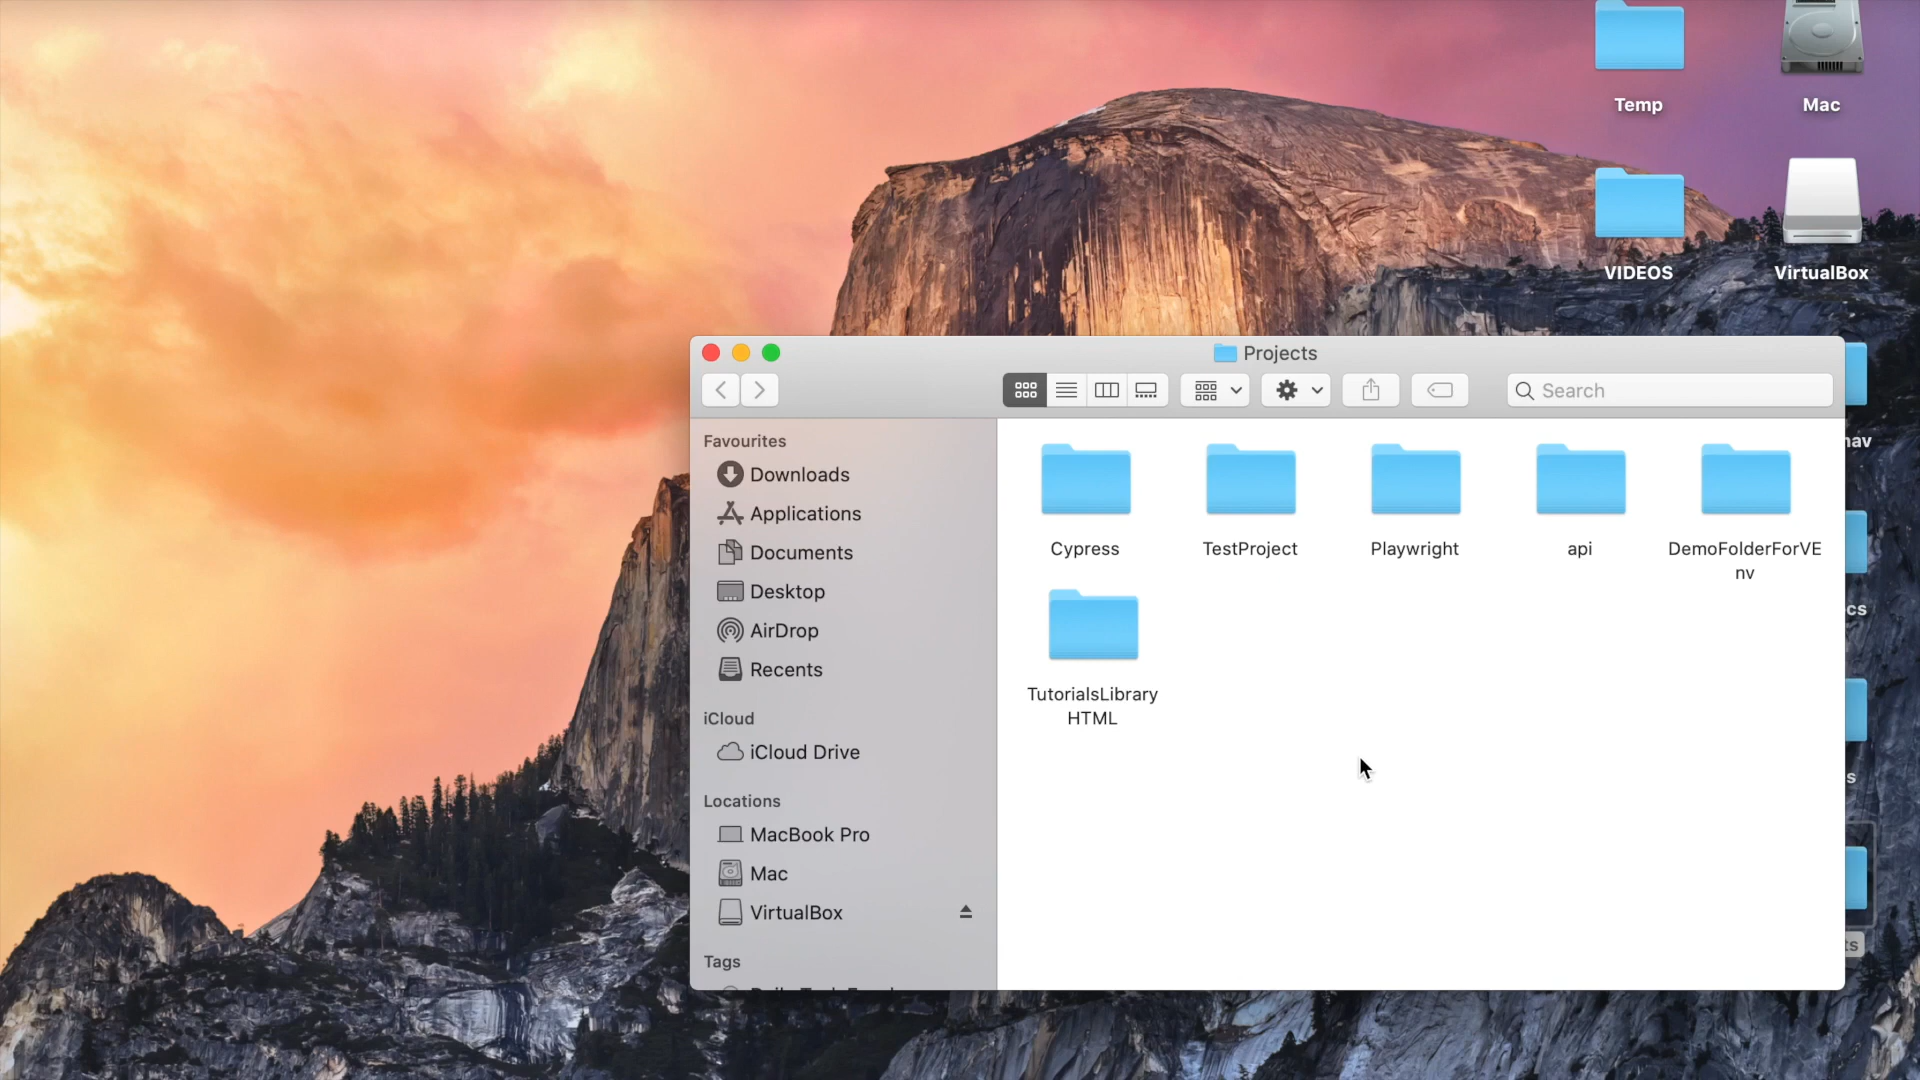 Temp
Mac
VIDEOS
VirtualBox
Projects
Search
Favourites
Downloads
Applications
Documents
Desktop
AirDrop
Recents
iCloud
iCloud Drive
Locations
MacBook Pro
Mac
VirtualBox
Tags
Cypress
TestProject
Playwright
api
DemoFolderForVE
nv
TutorialsLibrary
HTML